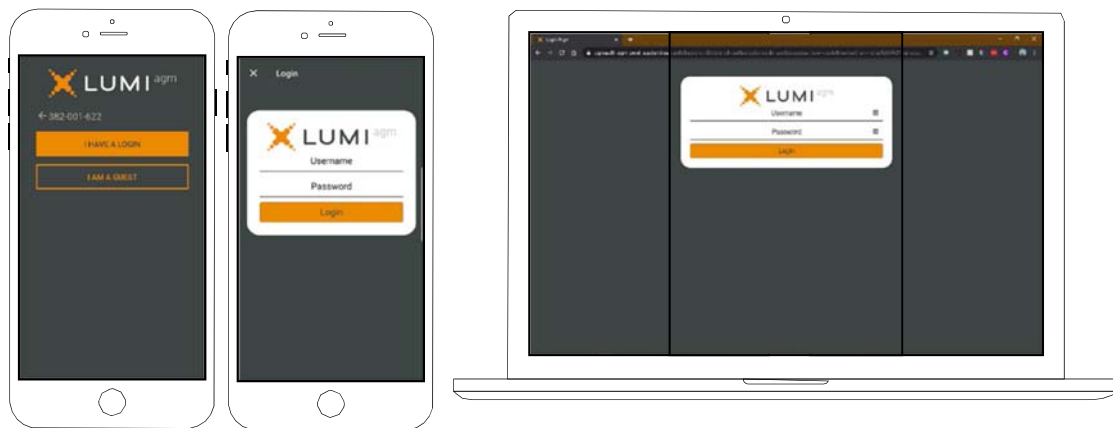 LUMI agm
382-001-622
I HAVE A LOGIN
I AM A GUEST
Login
LUMI agm
Username
Password
Login
LUMI agm
Username
Password
Login